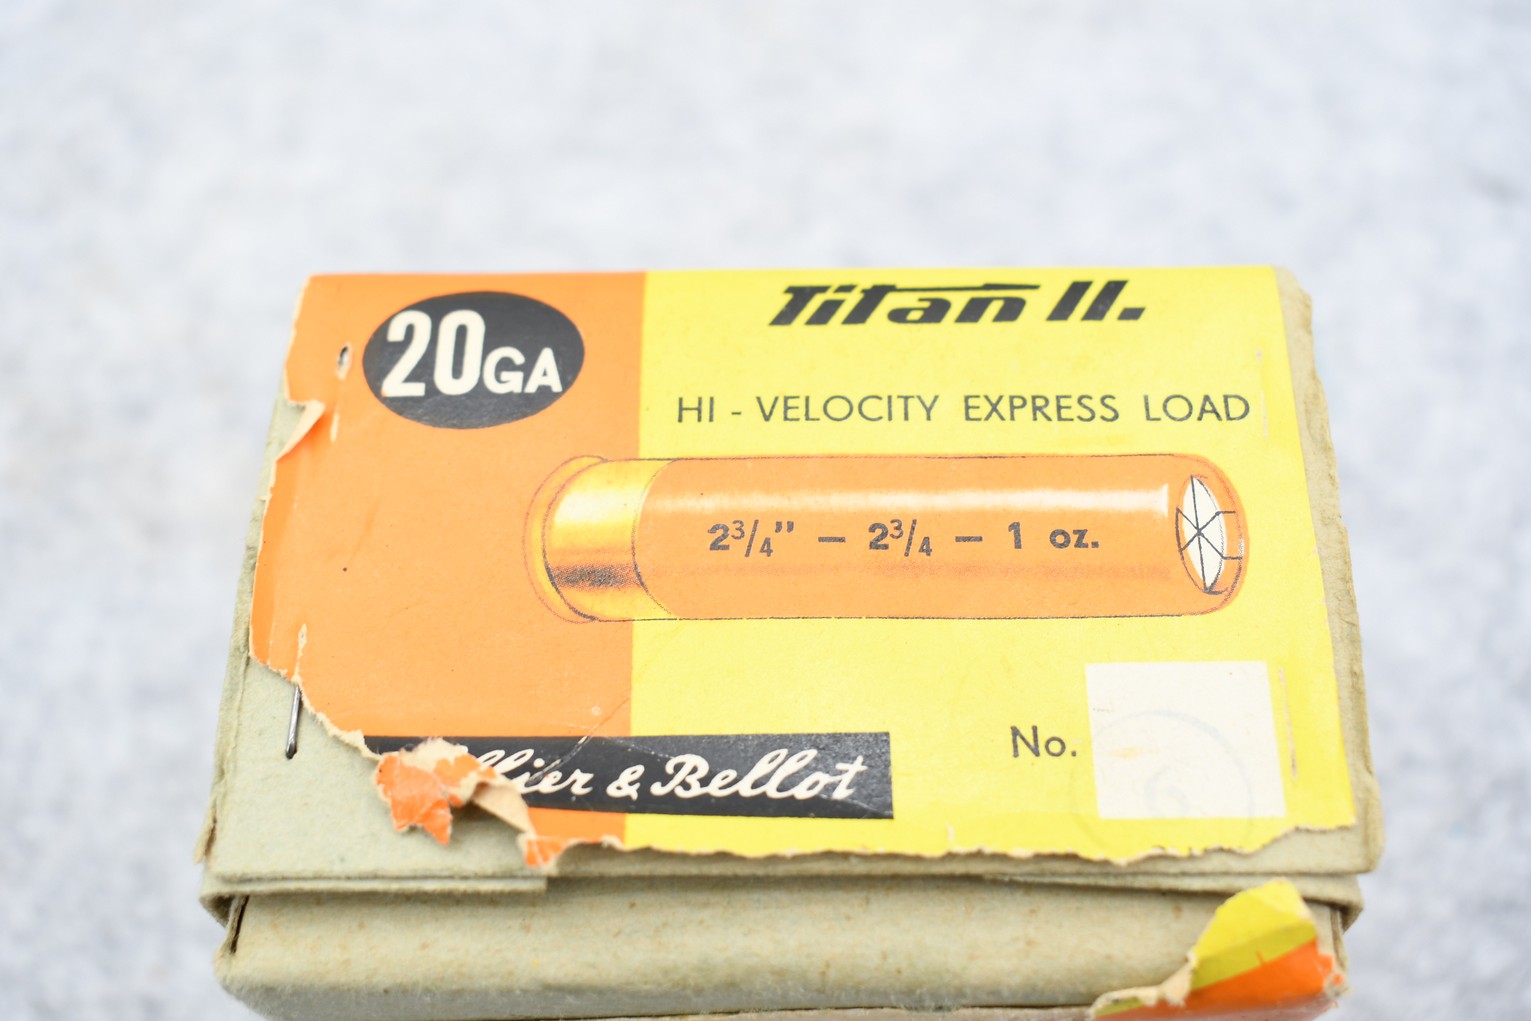 20GA
Titan II.
HI - VELOCITY EXPRESS LOAD
2¾" — 2¾ — 1 oz.
No.
llier & Bellot